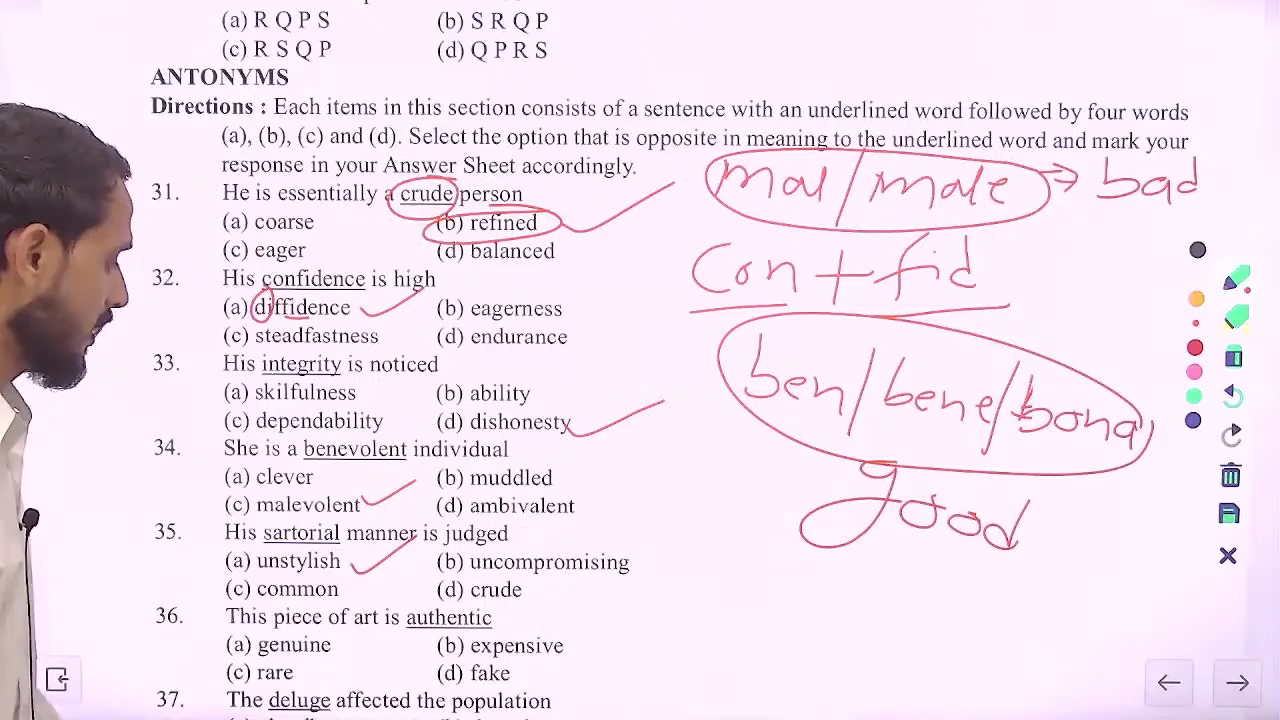 (a) R Q P S (b) S R Q P
(c) R S Q P (d) Q P R S
ANTONYMS
Directions : Each items in this section consists of a sentence with an underlined word followed by four words
(a), (b), (c) and (d). Select the option that is opposite in meaning to the underlined word and mark your
response in your Answer Sheet accordingly.
31. He is essentially a crude person
(a) coarse (b) refined
(c) eager (d) balanced
32. His confidence is high
(a) diffidence (b) eagerness
(c) steadfastness (d) endurance
33. His integrity is noticed
(a) skilfulness (b) ability
(c) dependability (d) dishonesty
34. She is a benevolent individual
(a) clever (b) muddled
(c) malevolent (d) ambivalent
35. His sartorial manner is judged
(a) unstylish (b) uncompromising
(c) common (d) crude
36. This piece of art is authentic
(a) genuine (b) expensive
(c) rare (d) fake
37. The deluge affected the population
mal/male → bad
Con+fid
ben/bene/bona
good